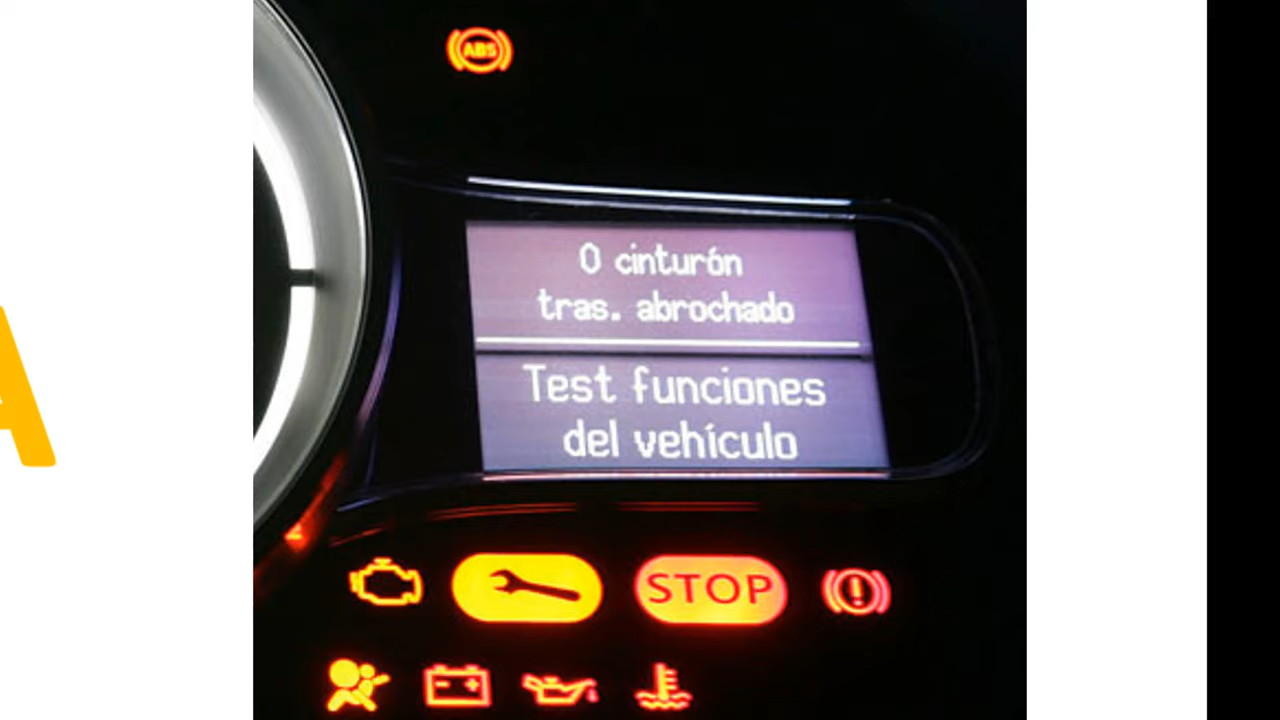 A
ABS
0 cinturón
tras. abrochado
Test funciones
del vehículo
STOP